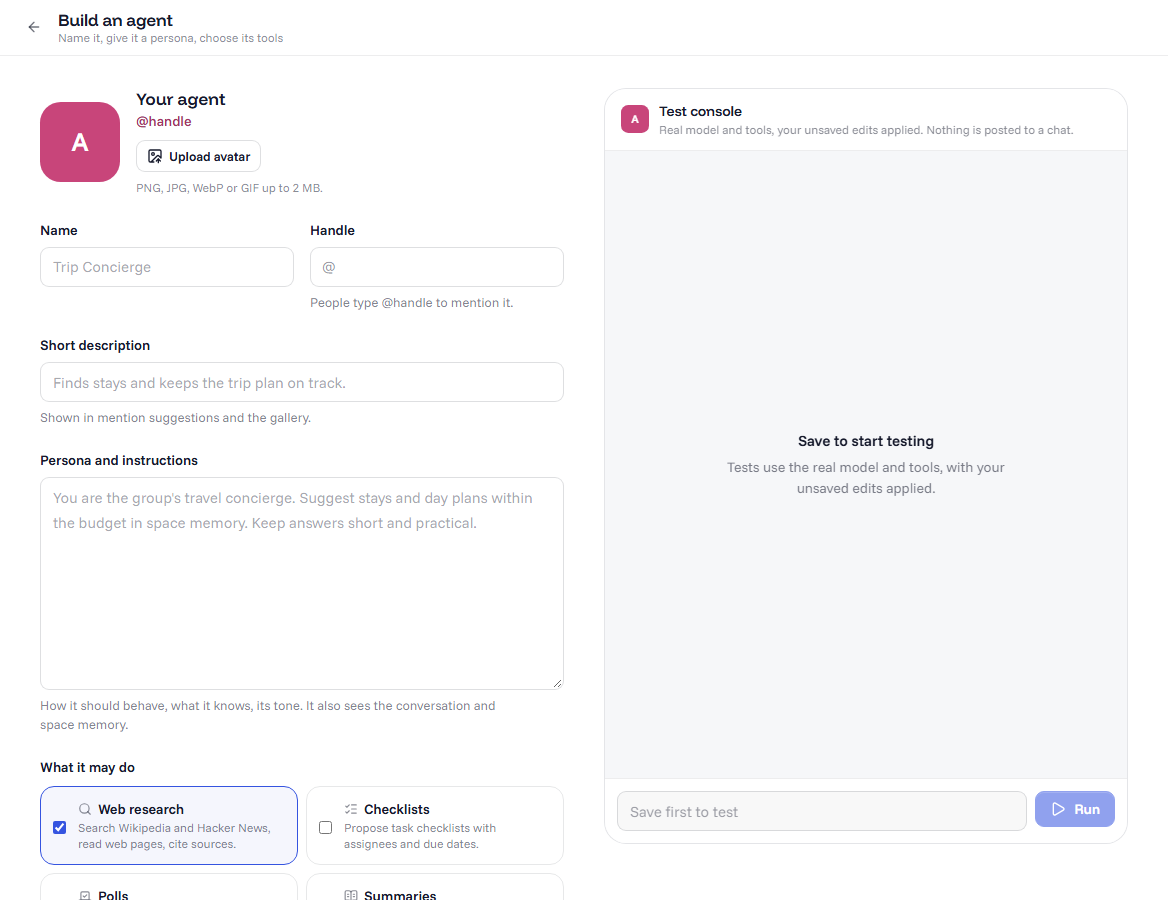 Build an agent
Name it, give it a persona, choose its tools
A
Your agent
@handle
Upload avatar
PNG, JPG, WebP or GIF up to 2 MB.
Name
Handle
Trip Concierge
@
People type @handle to mention it.
Short description
Finds stays and keeps the trip plan on track.
Shown in mention suggestions and the gallery.
Persona and instructions
You are the group's travel concierge. Suggest stays and day plans within
the budget in space memory. Keep answers short and practical.
How it should behave, what it knows, its tone. It also sees the conversation and
space memory.
What it may do
Web research
Search Wikipedia and Hacker News,
read web pages, cite sources.
Checklists
Propose task checklists with
assignees and due dates.
Polls
Summaries
A
Test console
Real model and tools, your unsaved edits applied. Nothing is posted to a chat.
Save to start testing
Tests use the real model and tools, with your
unsaved edits applied.
Save first to test
Run